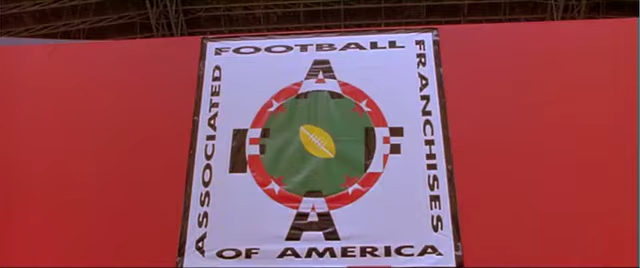 ASSOCIATED
FOOTBALL
FRANCHISES
OF AMERICA
A
F F
A